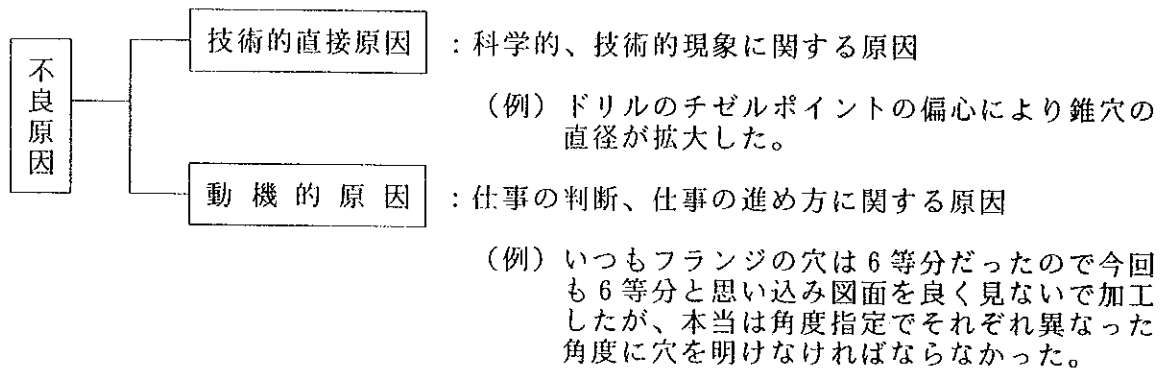 不良原因
技術的直接原因 :科学的、技術的現象に関する原因
(例)ドリルのチゼルポイントの偏心により錐穴の
直径が拡大した。
動機的原因 :仕事の判断、仕事の進め方に関する原因
(例)いつもフランジの穴は6等分だったので今回
も6等分と思い込み図面を良く見ないで加工
したが、本当は角度指定でそれぞれ異なった
角度に穴を明けなければならなかった。